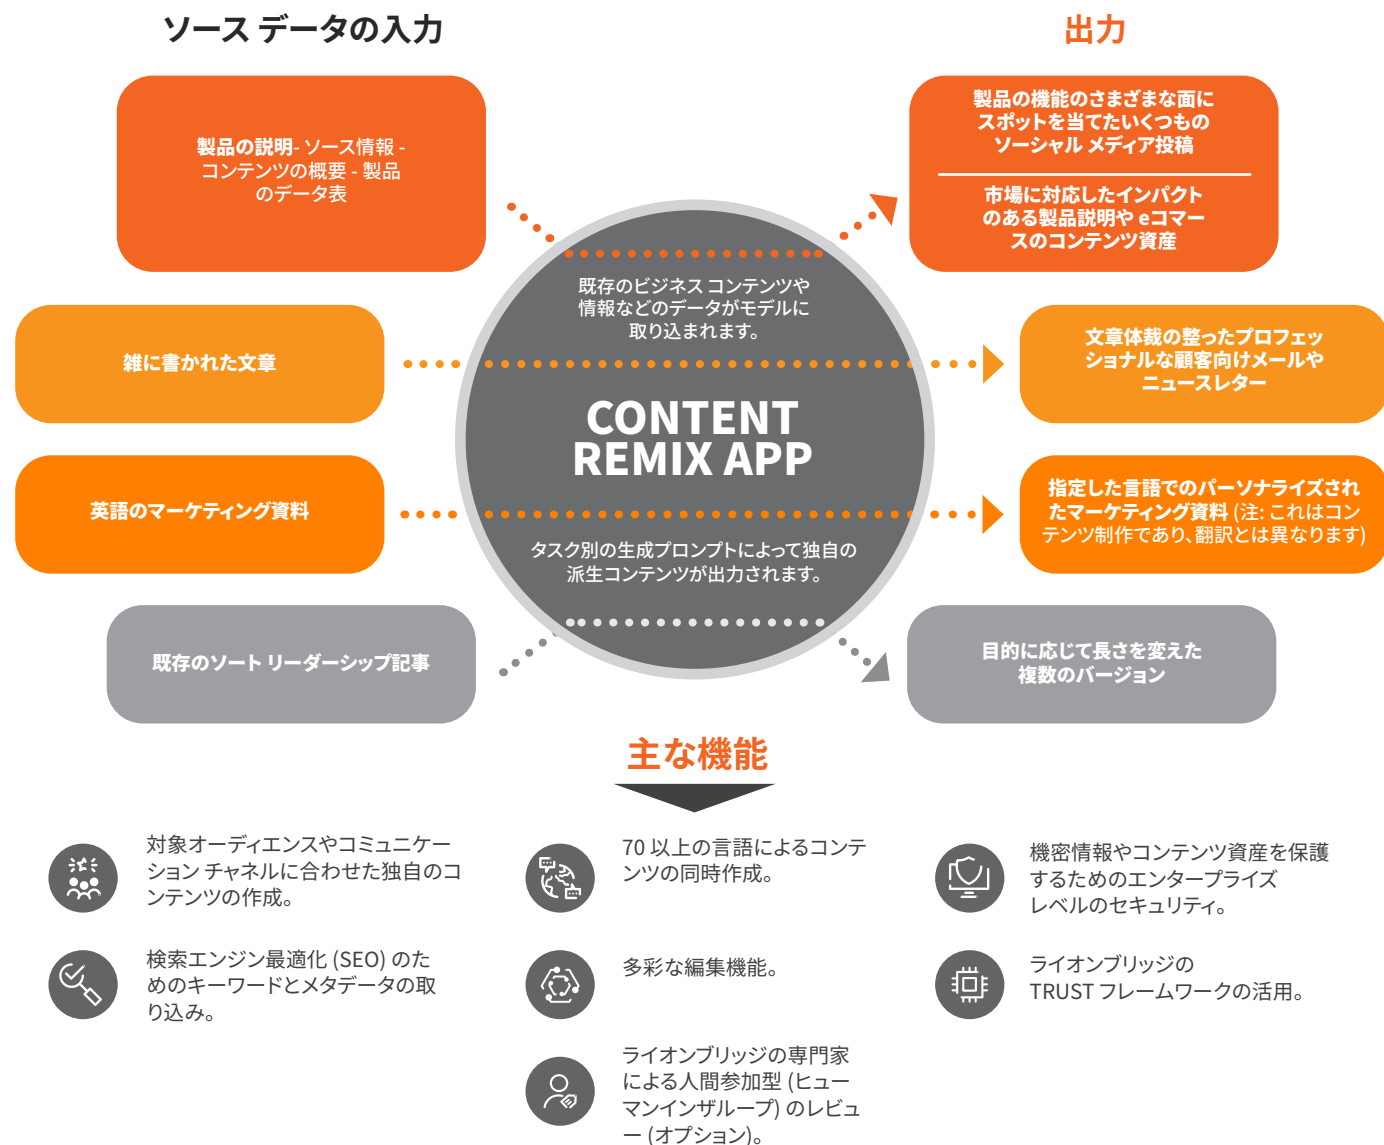 ソース データの入力
出力
製品の説明- ソース情報 -
コンテンツの概要 - 製品
のデータ表
製品の機能のさまざまな面に
スポットを当てたいくつもの
ソーシャル メディア投稿
市場に対応したインパクト
のある製品説明や eコマー
スのコンテンツ資産
既存のビジネス コンテンツや
情報などのデータがモデルに
取り込まれます。
雑に書かれた文章
文章体裁の整ったプロフェッ
ショナルな顧客向けメールや
ニュースレター
CONTENT
REMIX APP
英語のマーケティング資料
指定した言語でのパーソナライズされ
たマーケティング資料 (注: これはコン
テンツ制作であり、翻訳とは異なります)
タスク別の生成プロンプトによって独自の
派生コンテンツが出力されます。
既存のソート リーダーシップ記事
目的に応じて長さを変えた
複数のバージョン
主な機能
対象オーディエンスやコミュニケー
ション チャネルに合わせた独自のコ
ンテンツの作成。
70 以上の言語によるコンテ
ンツの同時作成。
機密情報やコンテンツ資産を保護
するためのエンタープライズ
レベルのセキュリティ。
検索エンジン最適化 (SEO) のた
めのキーワードとメタデータの取
り込み。
多彩な編集機能。
ライオンブリッジの
TRUST フレームワークの活用。
ライオンブリッジの専門家
による人間参加型 (ヒュー
マンインザループ) のレビュ
ー (オプション)。